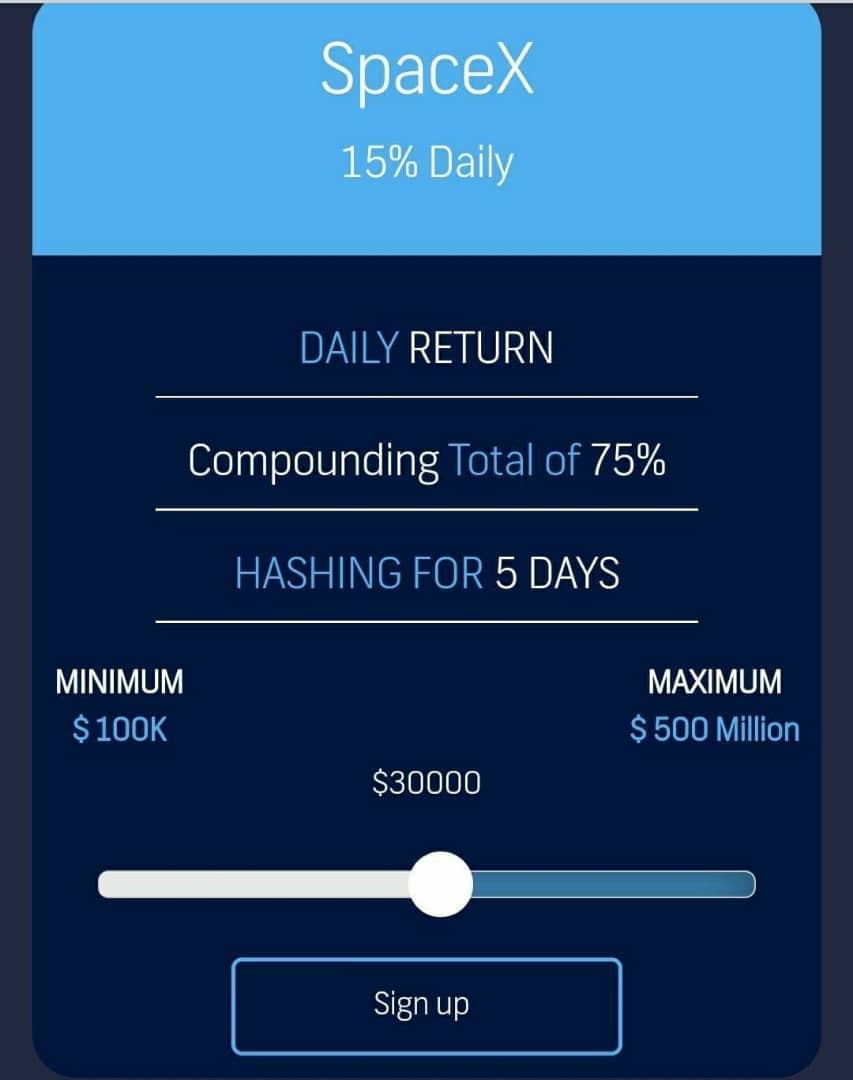 SpaceX
15% Daily
DAILY RETURN
Compounding Total of 75%
HASHING FOR 5 DAYS
MINIMUM
$ 100K
MAXIMUM
$ 500 Million
$30000
Sign up